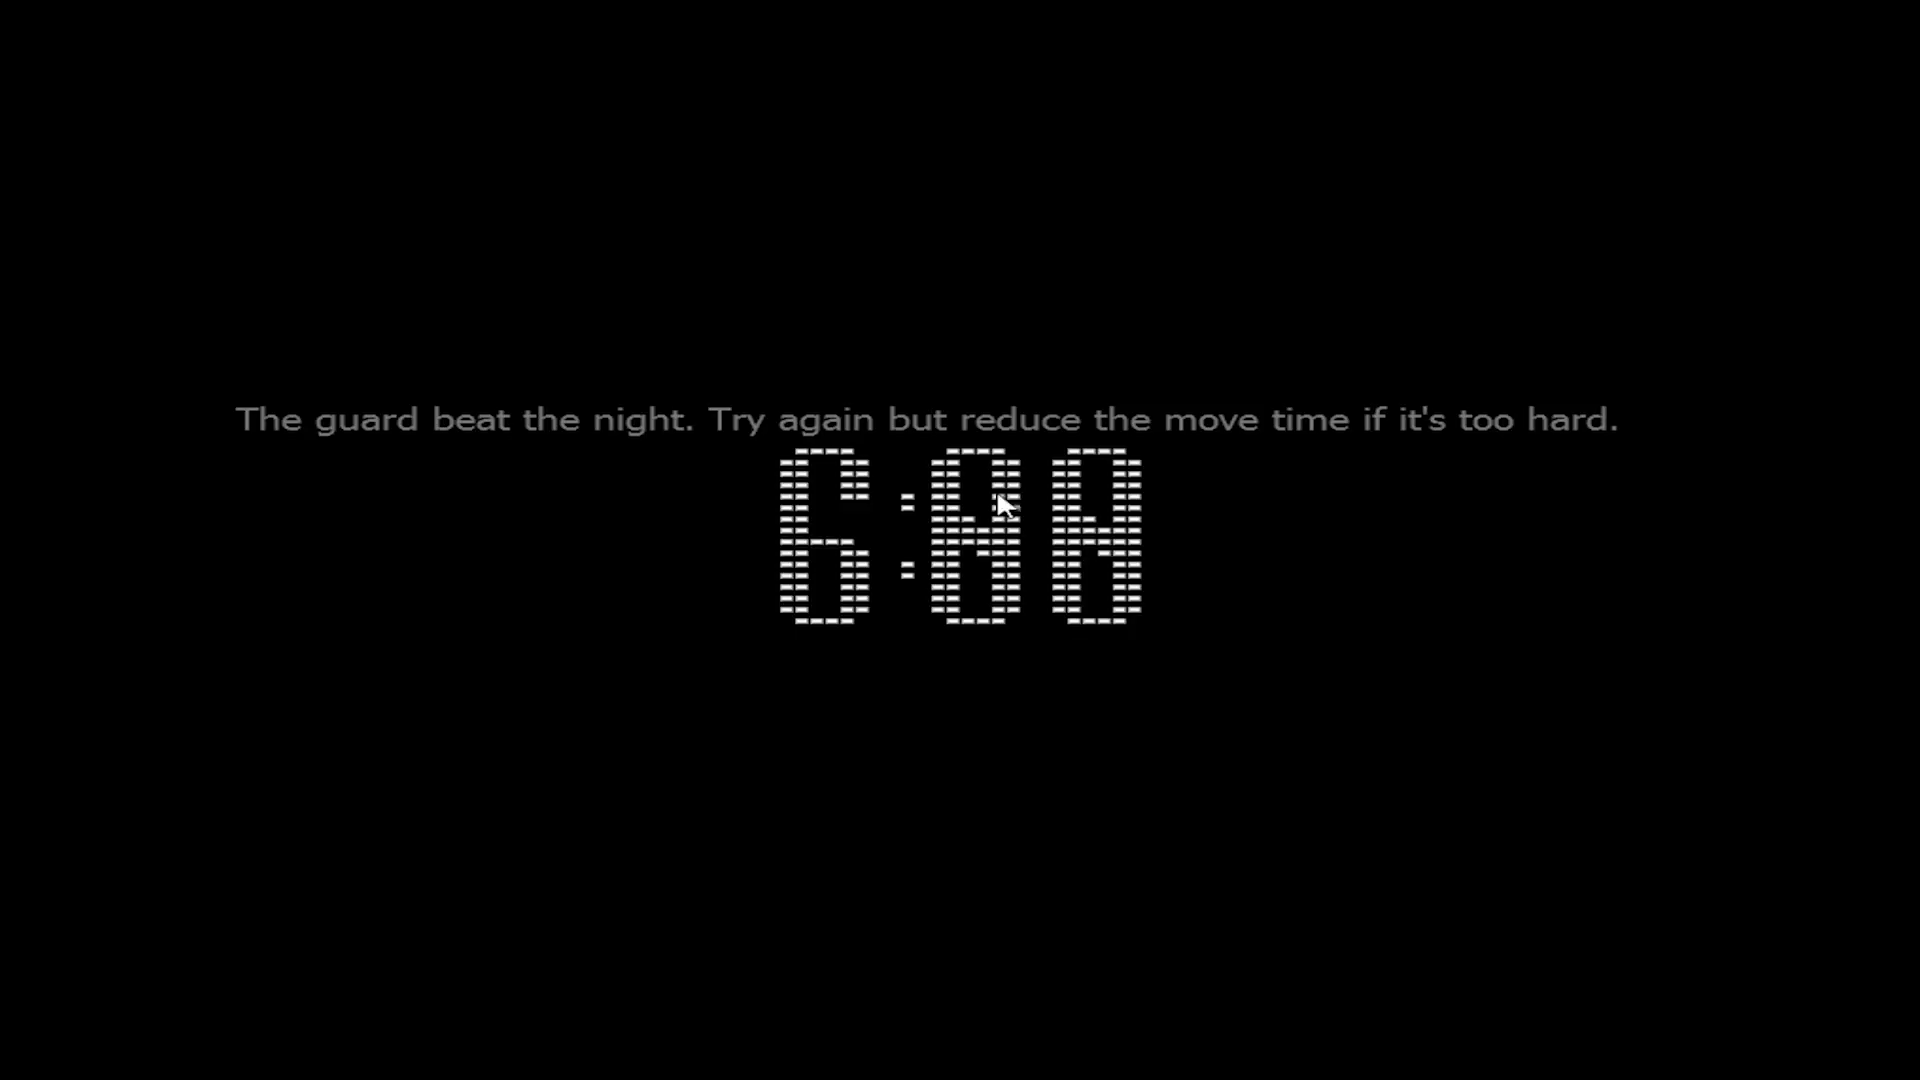 The guard beat the night. Try again but reduce the move time if it's too hard.
6:00